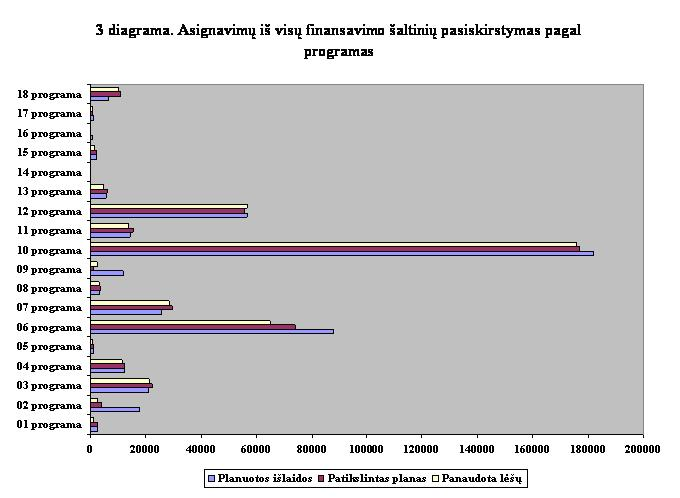 3 diagrama. Asignavimų iš visų finansavimo šaltinių pasiskirstymas pagal
programas
18 programa
17 programa
16 programa
15 programa
14 programa
13 programa
12 programa
11 programa
10 programa
09 programa
08 programa
07 programa
06 programa
05 programa
04 programa
03 programa
02 programa
01 programa
0 20000 40000 60000 80000 100000 120000 140000 160000 180000 200000
Planuotos išlaidos Patikslintas planas Panaudota lėšų